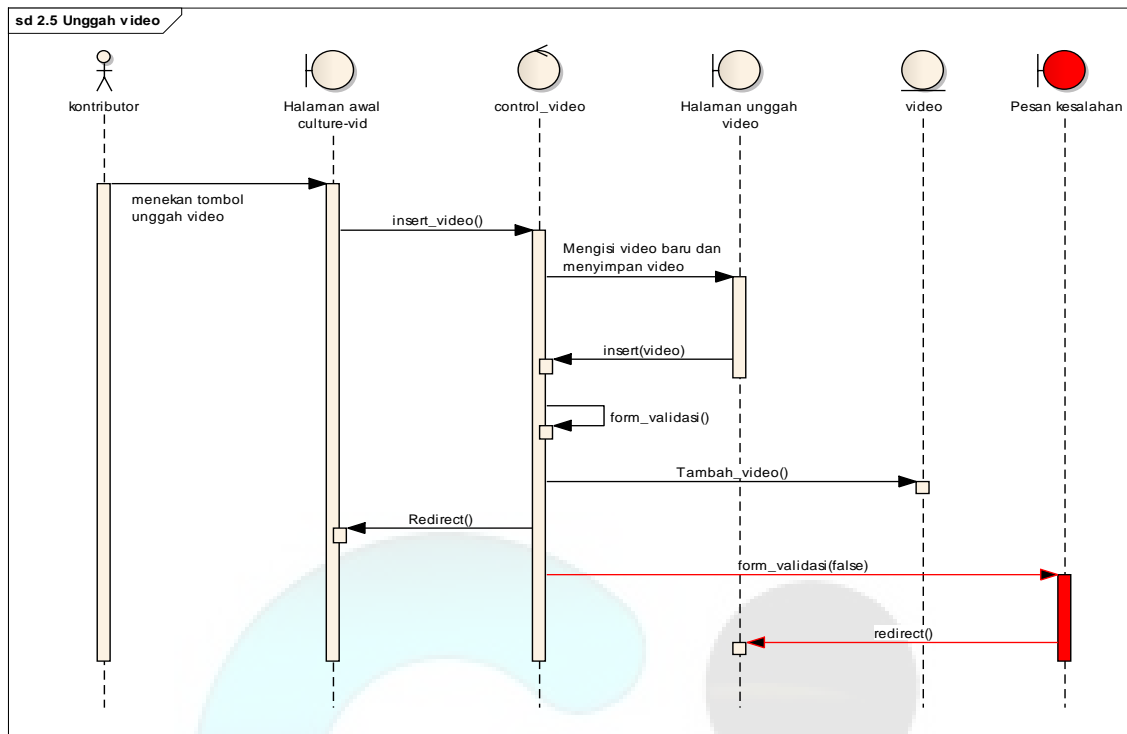 sd 2.5 Unggah video
kontributor
Halaman awal
culture-vid
control_video
Halaman unggah
video
video
Pesan kesalahan
menekan tombol
unggah video
insert_video()
Mengisi video baru dan
menyimpan video
insert(video)
form_validasi()
Tambah_video()
Redirect()
form_validasi(false)
redirect()